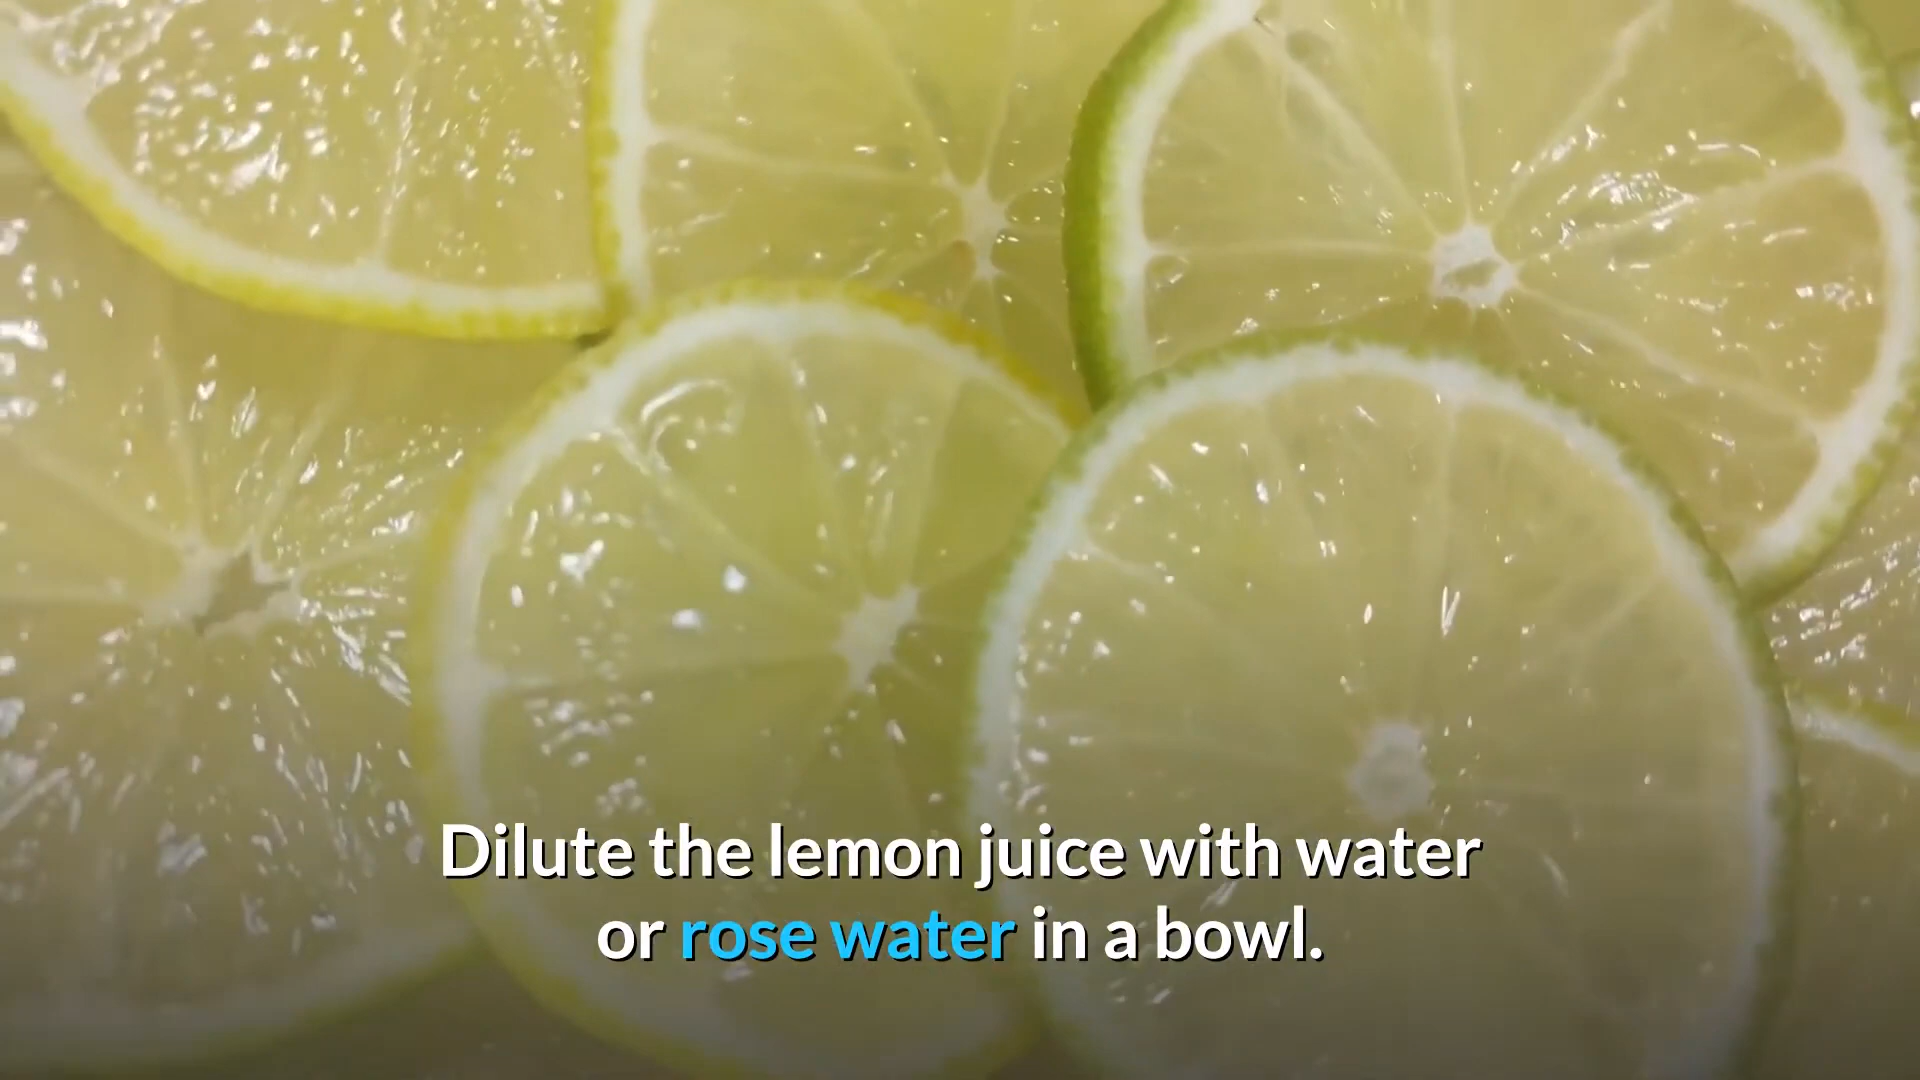 Dilute the lemon juice with water
or rose water in a bowl.